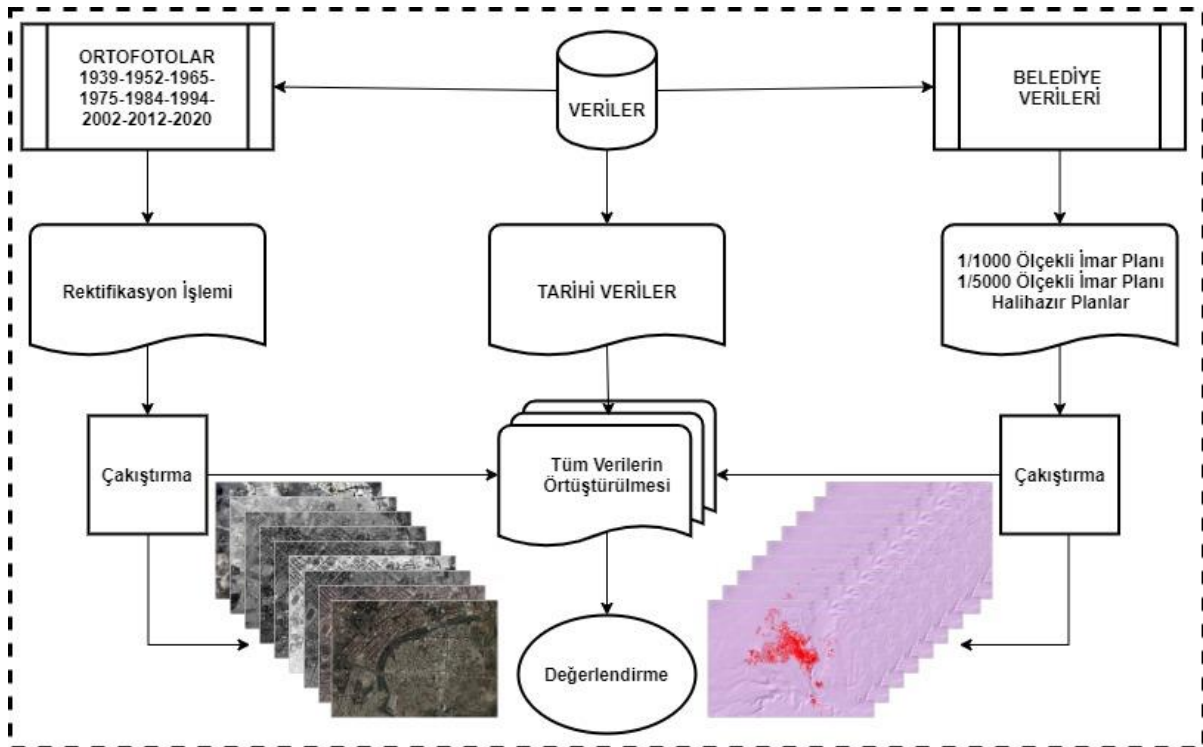 ORTOFOTOLAR
1939-1952-1965-
1975-1984-1994-
2002-2012-2020
VERİLER
BELEDİYE
VERİLERİ
Rektifikasyon İşlemi
TARİHİ VERİLER
1/1000 Ölçekli İmar Planı
1/5000 Ölçekli İmar Planı
Halihazır Planlar
Çakıştırma
Tüm Verilerin
Örtüştürülmesi
Çakıştırma
Değerlendirme